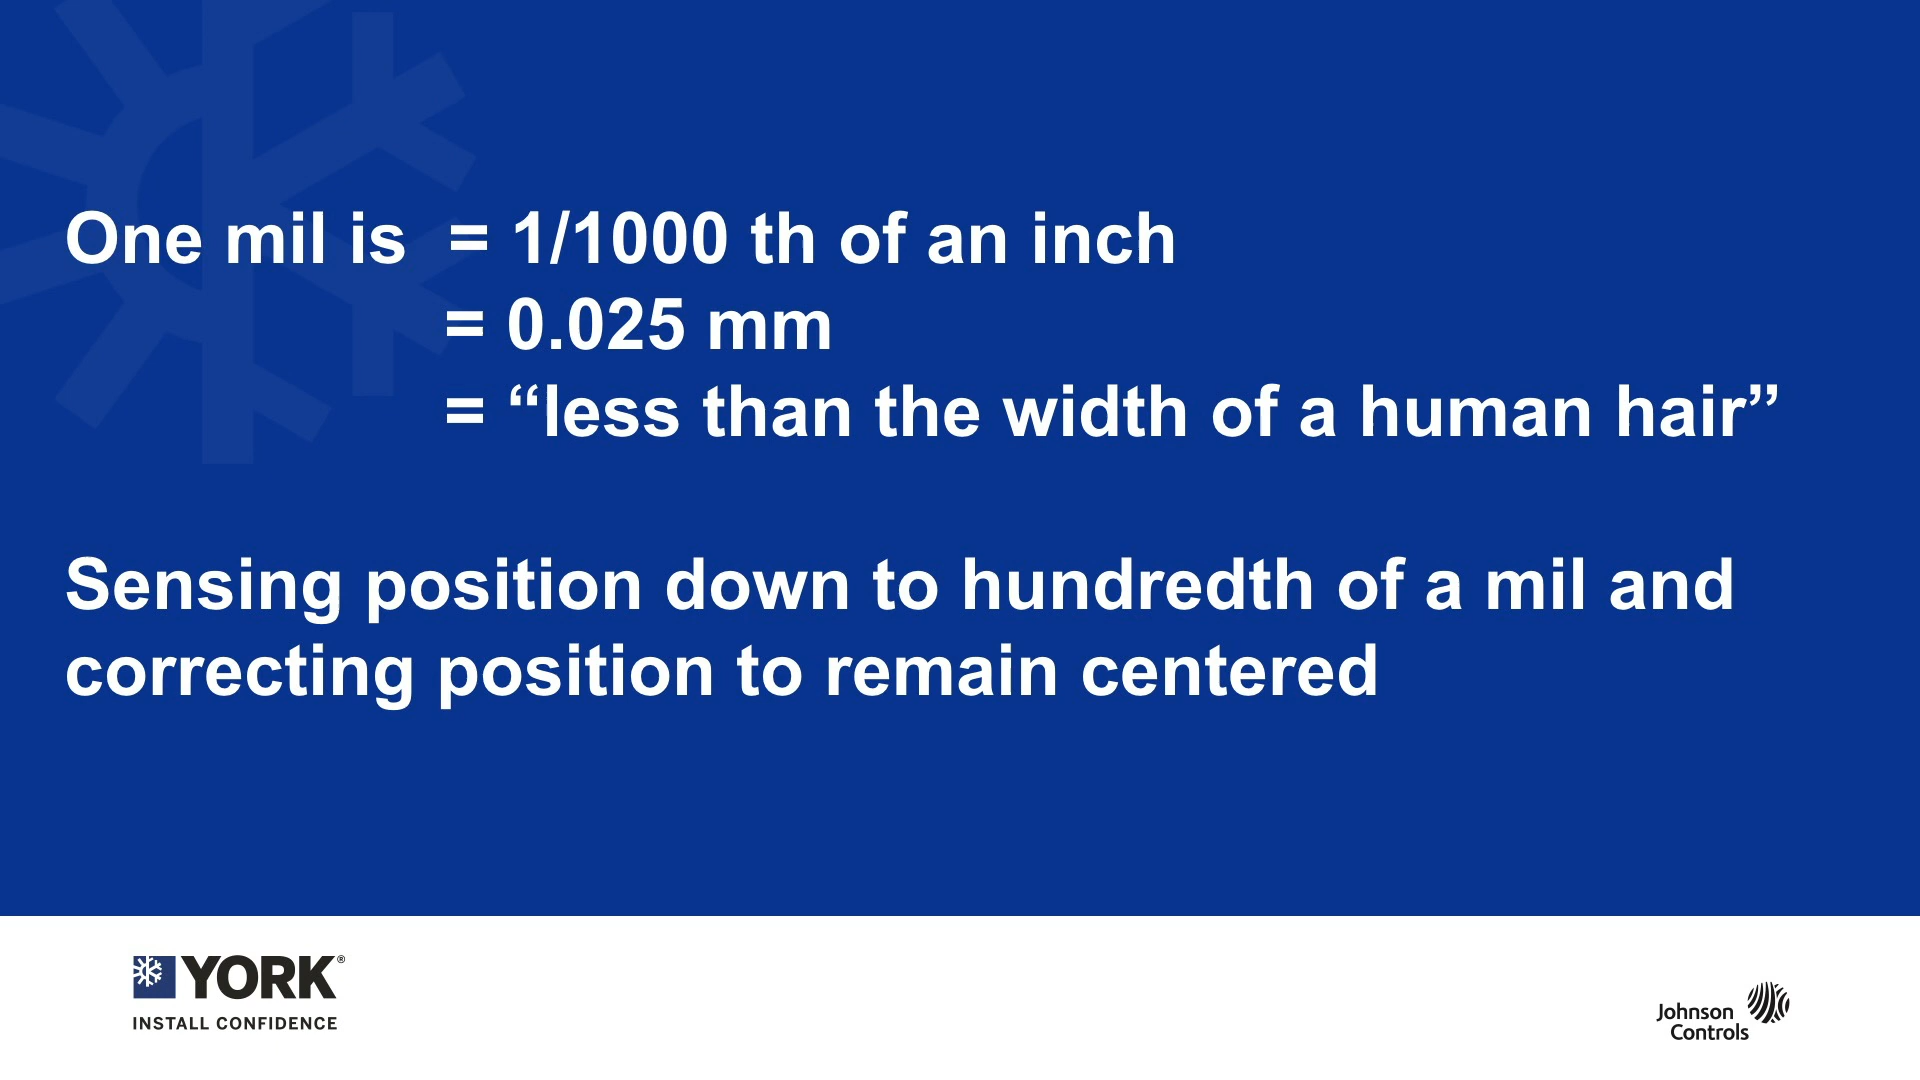 One mil is = 1/1000 th of an inch
= 0.025 mm
= “less than the width of a human hair”
Sensing position down to hundredth of a mil and
correcting position to remain centered
YORK®
INSTALL CONFIDENCE
Johnson
Controls